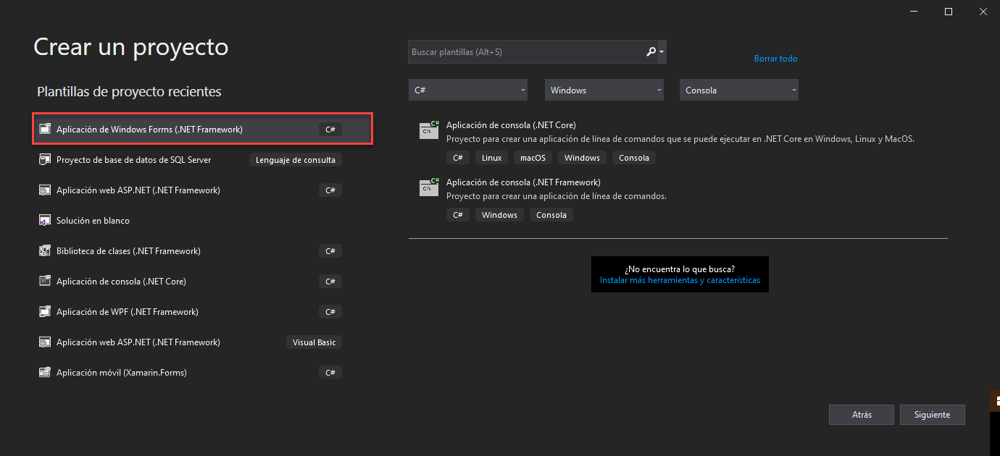 Crear un proyecto
Plantillas de proyecto recientes
Aplicación de Windows Forms (.NET Framework) C#
Proyecto de base de datos de SQL Server Lenguaje de consulta
Aplicación web ASP.NET (.NET Framework) C#
Solución en blanco
Biblioteca de clases (.NET Framework) C#
Aplicación de consola (.NET Core) C#
Aplicación de WPF (.NET Framework) C#
Aplicación web ASP.NET (.NET Framework) Visual Basic
Aplicación móvil (Xamarin.Forms) C#
Buscar plantillas (Alt+S)
Borrar todo
C# Windows Consola
Aplicación de consola (.NET Core)
Proyecto para crear una aplicación de línea de comandos que se puede ejecutar en .NET Core en Windows, Linux y MacOS.
C# Linux macOS Windows Consola
Aplicación de consola (.NET Framework)
Proyecto para crear una aplicación de línea de comandos.
C# Windows Consola
¿No encuentra lo que busca?
Instalar más herramientas y características
Atrás Siguiente